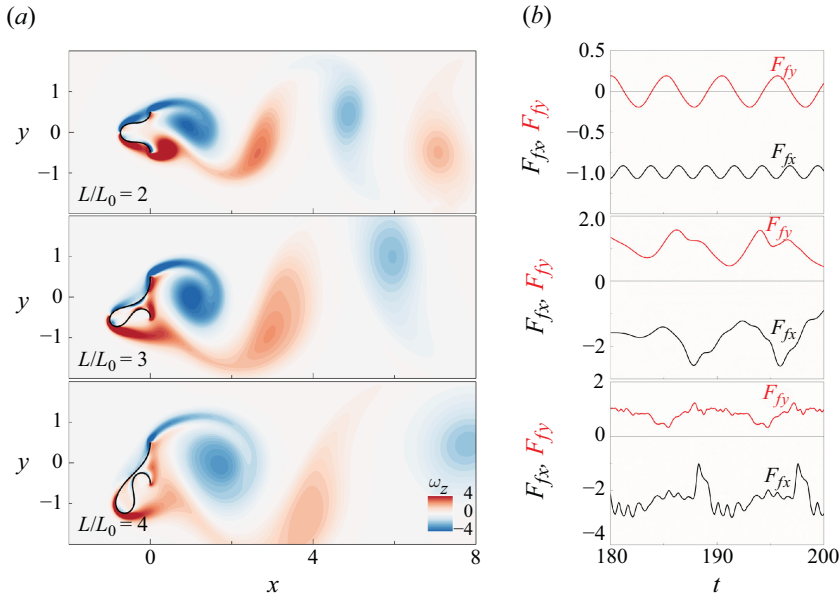 (a)
(b)
y
1
0
−1
L/L0 = 2
y
1
0
−1
L/L0 = 3
y
1
0
−1
L/L0 = 4
ωz
4
0
−4
0
4
8
x
Ffx, Ffy
0.5
0
−0.5
−1.0
Ffy
Ffx
Ffx, Ffy
2.0
0
−2
Ffy
Ffx
Ffx, Ffy
2
0
−2
−4
Ffy
Ffx
180
190
200
t